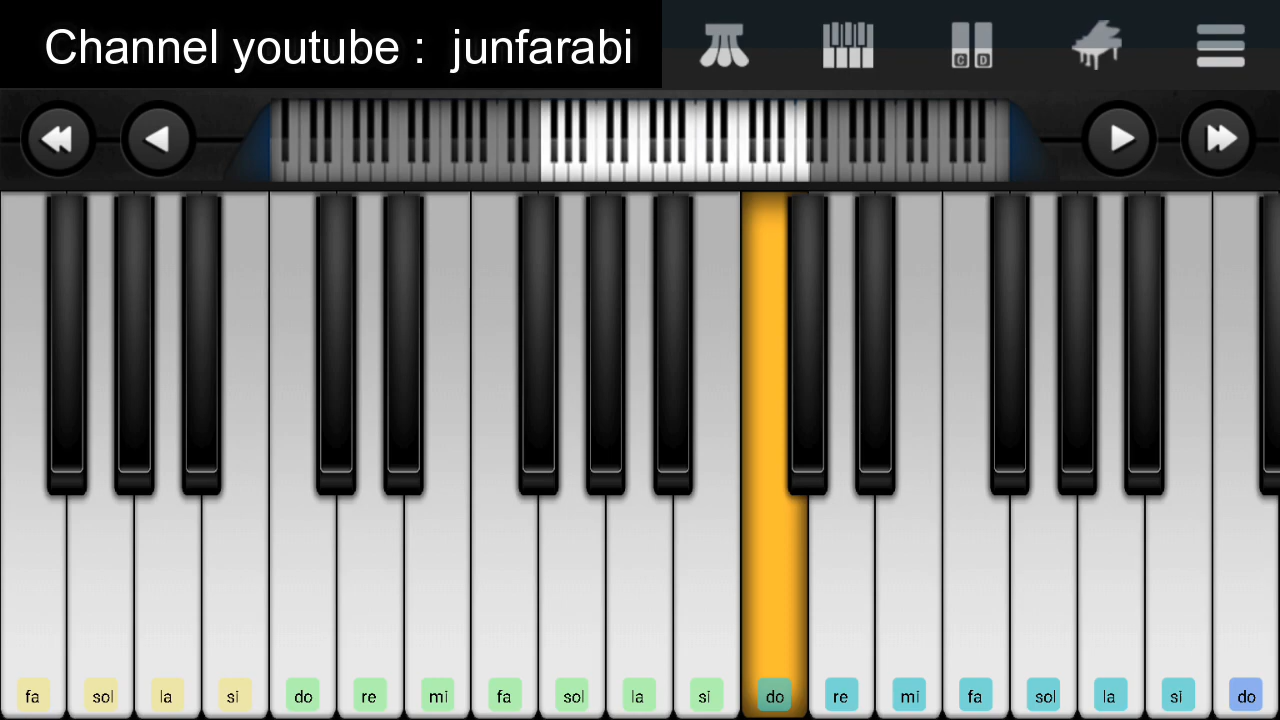 Channel youtube : junfarabi
C D
fa sol la si do re mi fa sol la si do re mi fa sol la si do